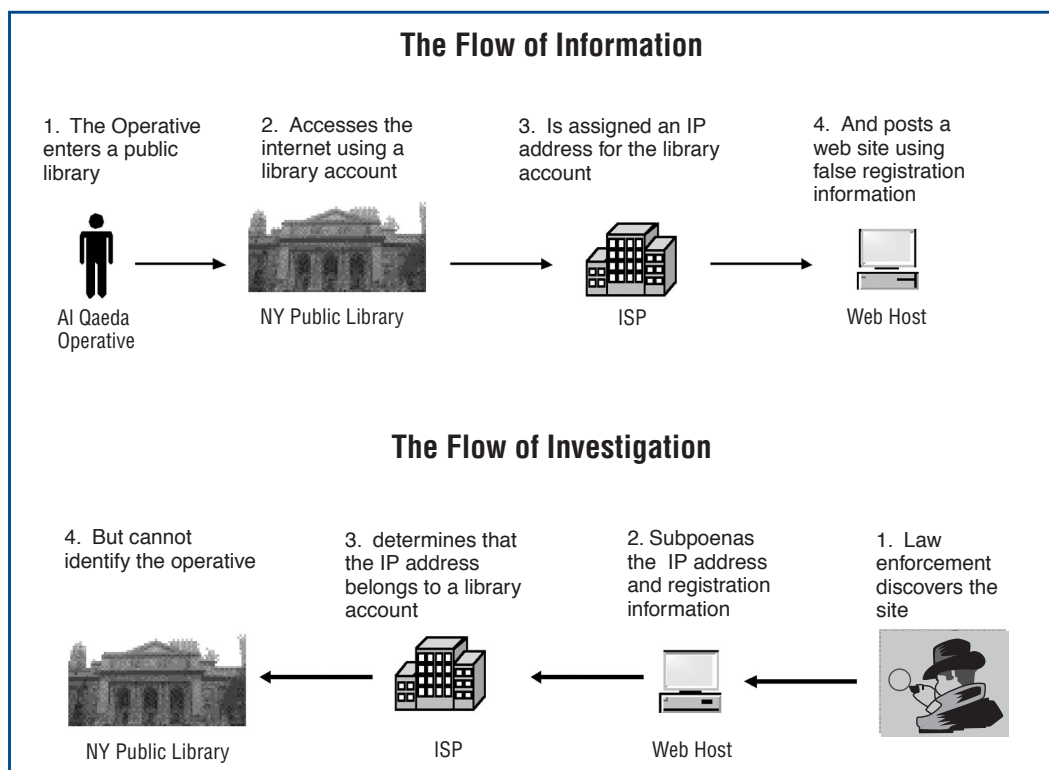 The Flow of Information
1. The Operative
enters a public
library
2. Accesses the
internet using a
library account
3. Is assigned an IP
address for the library
account
4. And posts a
web site using
false registration
information
Al Qaeda
Operative
NY Public Library
ISP
Web Host
The Flow of Investigation
4. But cannot
identify the operative
3. determines that
the IP address
belongs to a library
account
2. Subpoenas
the IP address
and registration
information
1. Law
enforcement
discovers the
site
NY Public Library
ISP
Web Host